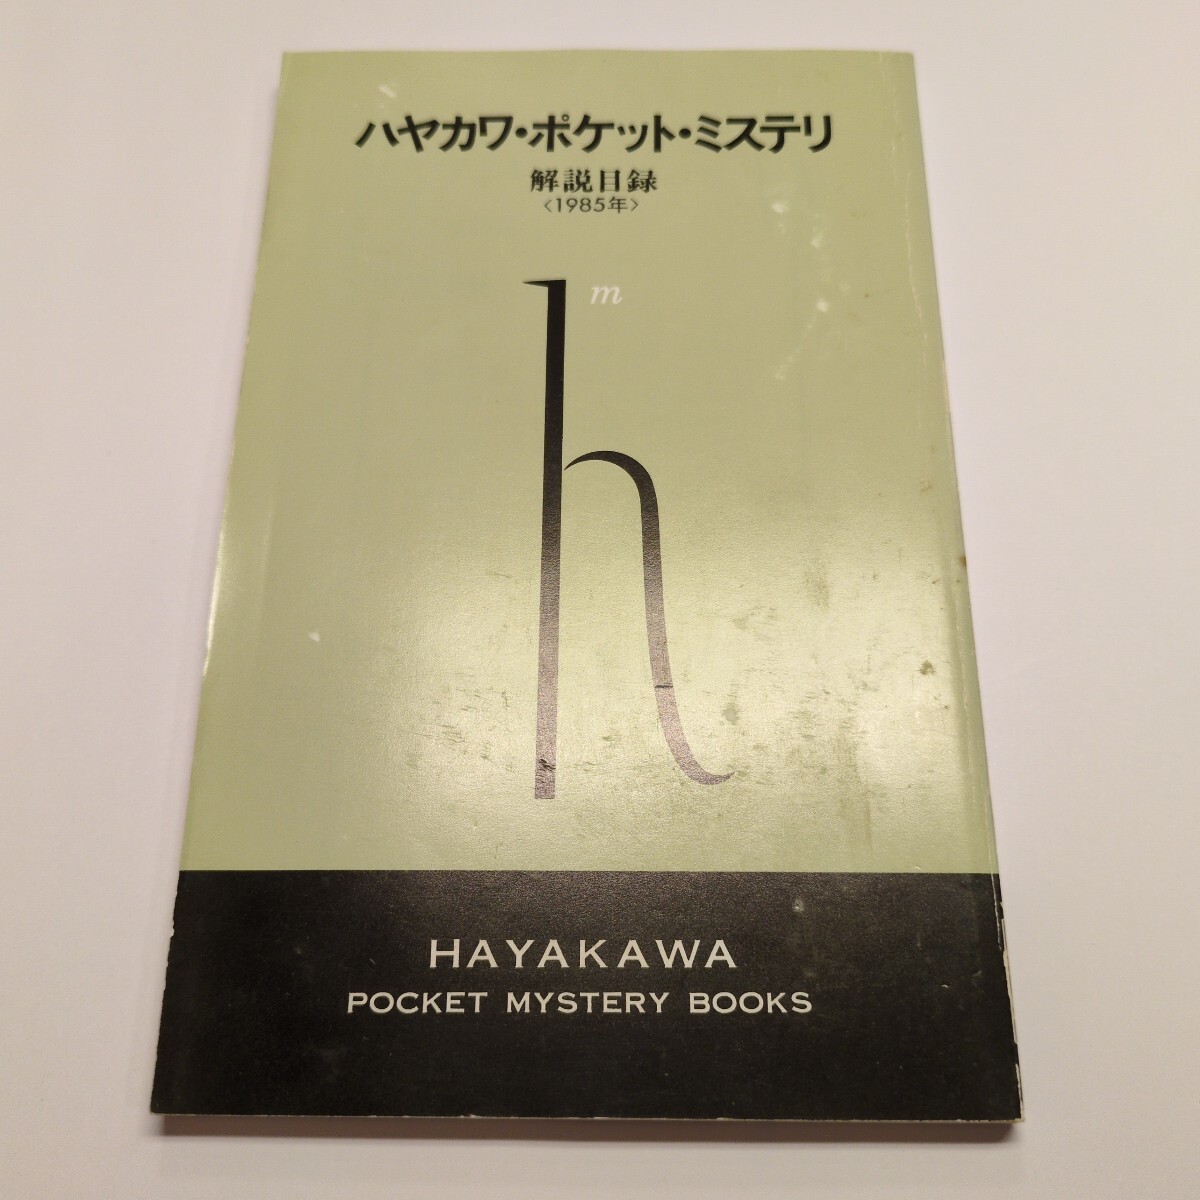 ハヤカワ・ポケット・ミステリ
解説目録
〈1985年〉
m
h
HAYAKAWA
POCKET MYSTERY BOOKS